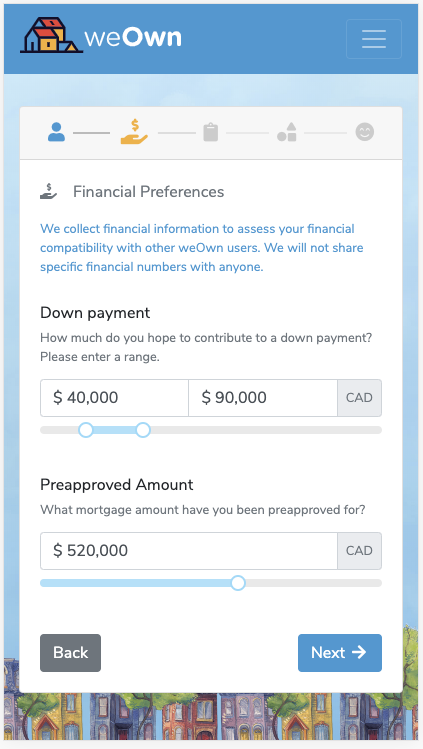 weOwn
Financial Preferences
We collect financial information to assess your financial
compatibility with other weOwn users. We will not share
specific financial numbers with anyone.
Down payment
How much do you hope to contribute to a down payment?
Please enter a range.
$ 40,000 $ 90,000 CAD
Preapproved Amount
What mortgage amount have you been preapproved for?
$ 520,000 CAD
Back Next →